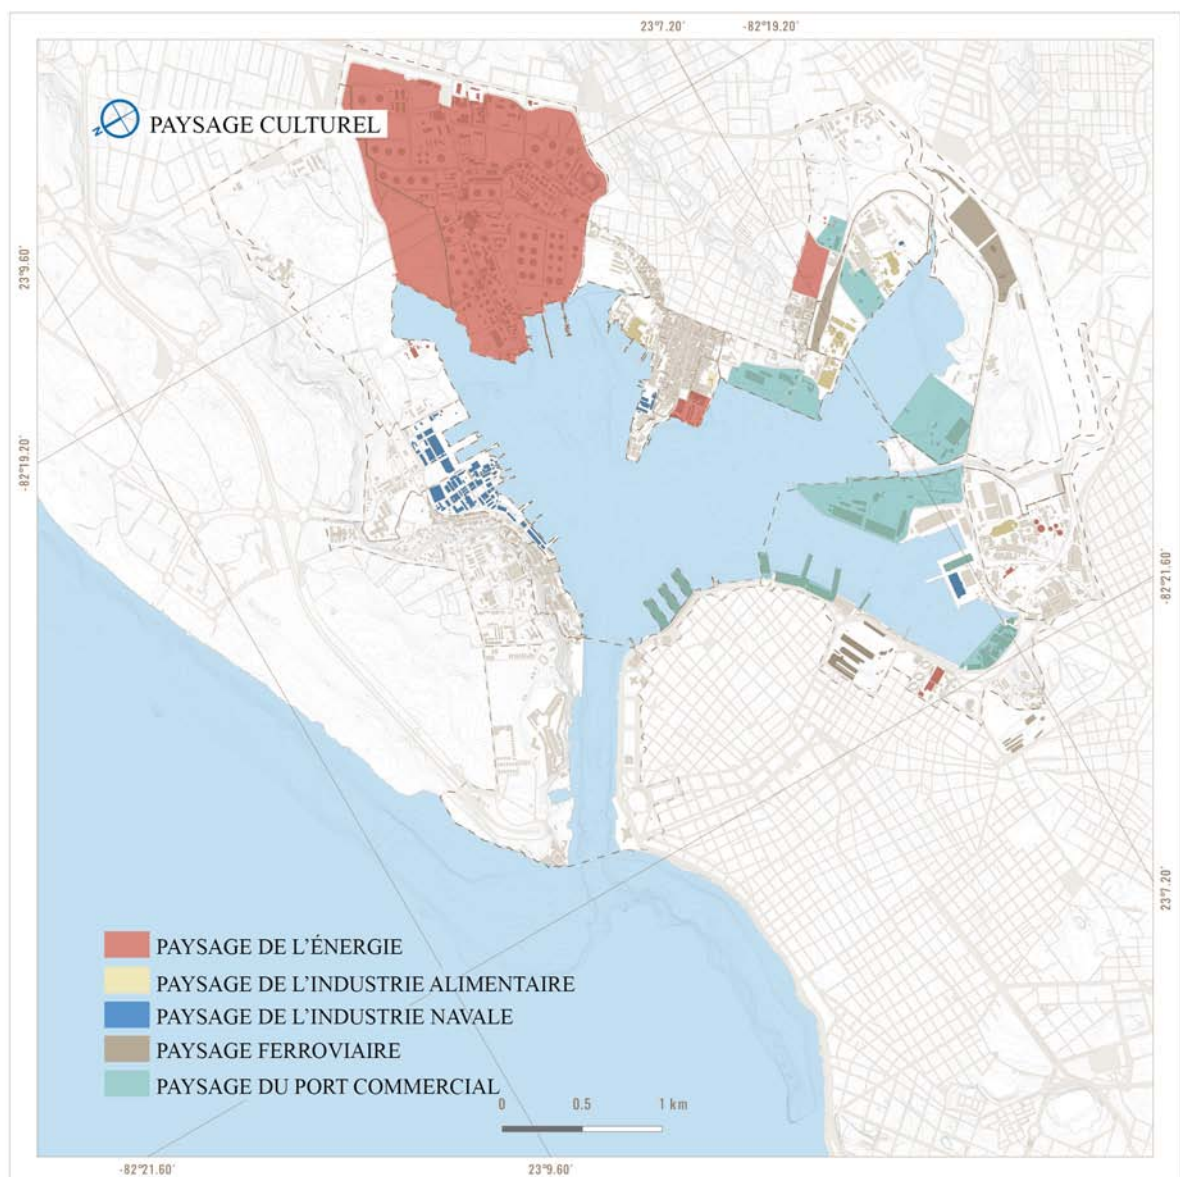 23°7.20′ -82°19.20′
N
PAYSAGE CULTUREL
23°9.60′
-82°19.20′
-82°21.60′
23°7.20′
PAYSAGE DE L'ÉNERGIE
PAYSAGE DE L'INDUSTRIE ALIMENTAIRE
PAYSAGE DE L'INDUSTRIE NAVALE
PAYSAGE FERROVIAIRE
PAYSAGE DU PORT COMMERCIAL
0 0.5 1 km
-82°21.60′ 23°9.60′